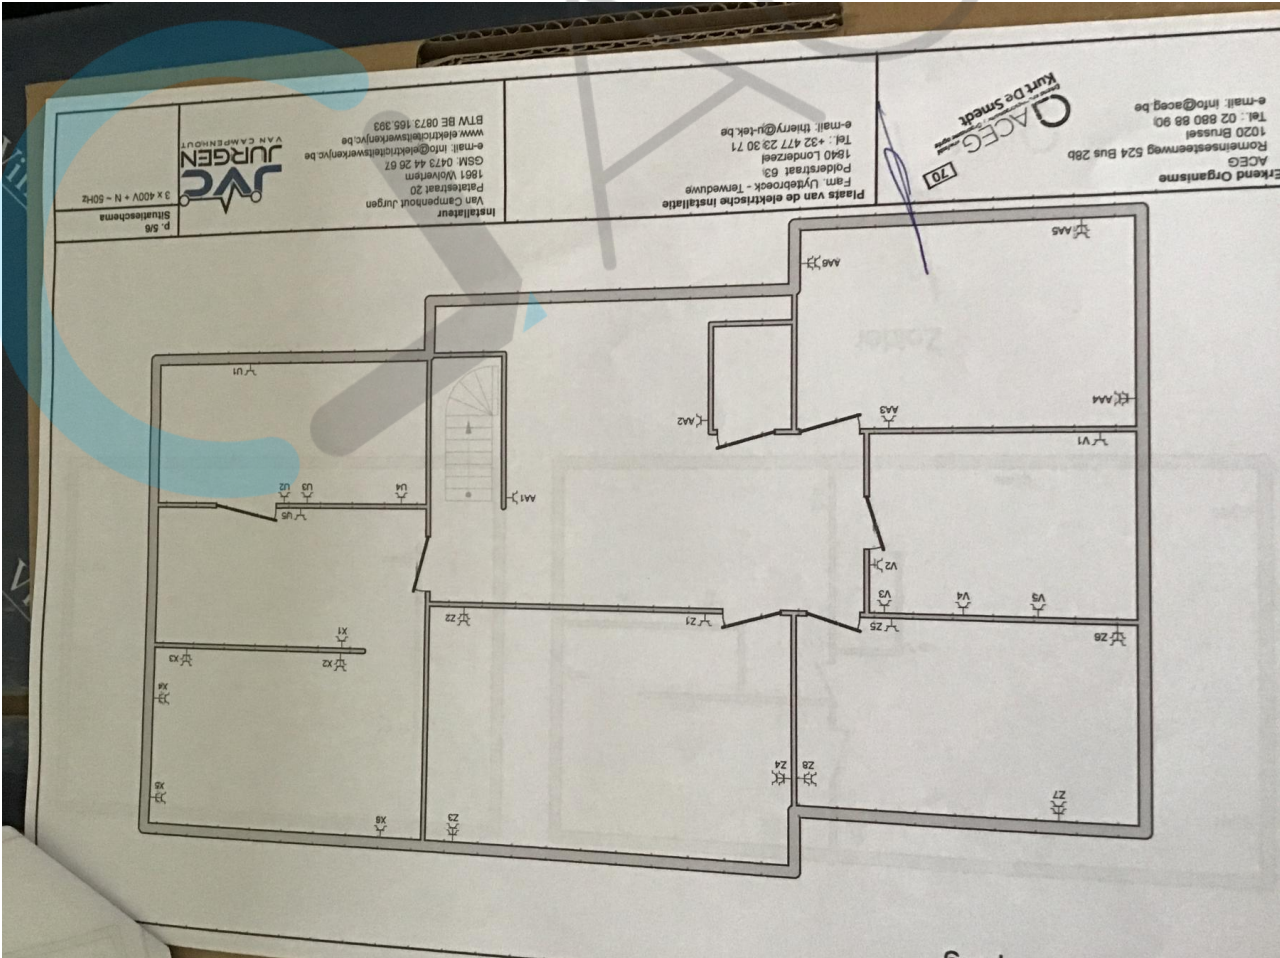 p. 5/6
Situatieschema
3 x 400V + N ~ 50Hz
JVC
JURGEN
VAN CAMPENHOUT
Installateur
Van Campenhout Jurgen
Patatestraat 20
1861 Wolvertem
GSM: 0473 44 26 67
e-mail: info@elektriciteitswerkenjvc.be
www.elektriciteitswerkenjvc.be
BTW BE 0873.165.393
Plaats van de elektrische installatie
Fam. Uyttebroeck - Terweduwe
Polderstraat 63
1840 Londerzeel
Tel.: +32 477 23 30 71
e-mail: thierry@u-tek.be
Erkend Organisme
ACEG
Romeinsesteenweg 524 Bus 28b
1020 Brussel
Tel.: 02 880 88 90
e-mail: info@aceg.be
70
ACEG
Kurt De Smedt
Z7
Z8
Z4
Z3
X6
X5
X4
X3
X2
X1
Z6
Z5
Z1
Z2
V5
V4
V3
V2
V1
U5
U4
U3
U2
U1
AA1
AA2
AA3
AA4
AA5
AA6
Zolder